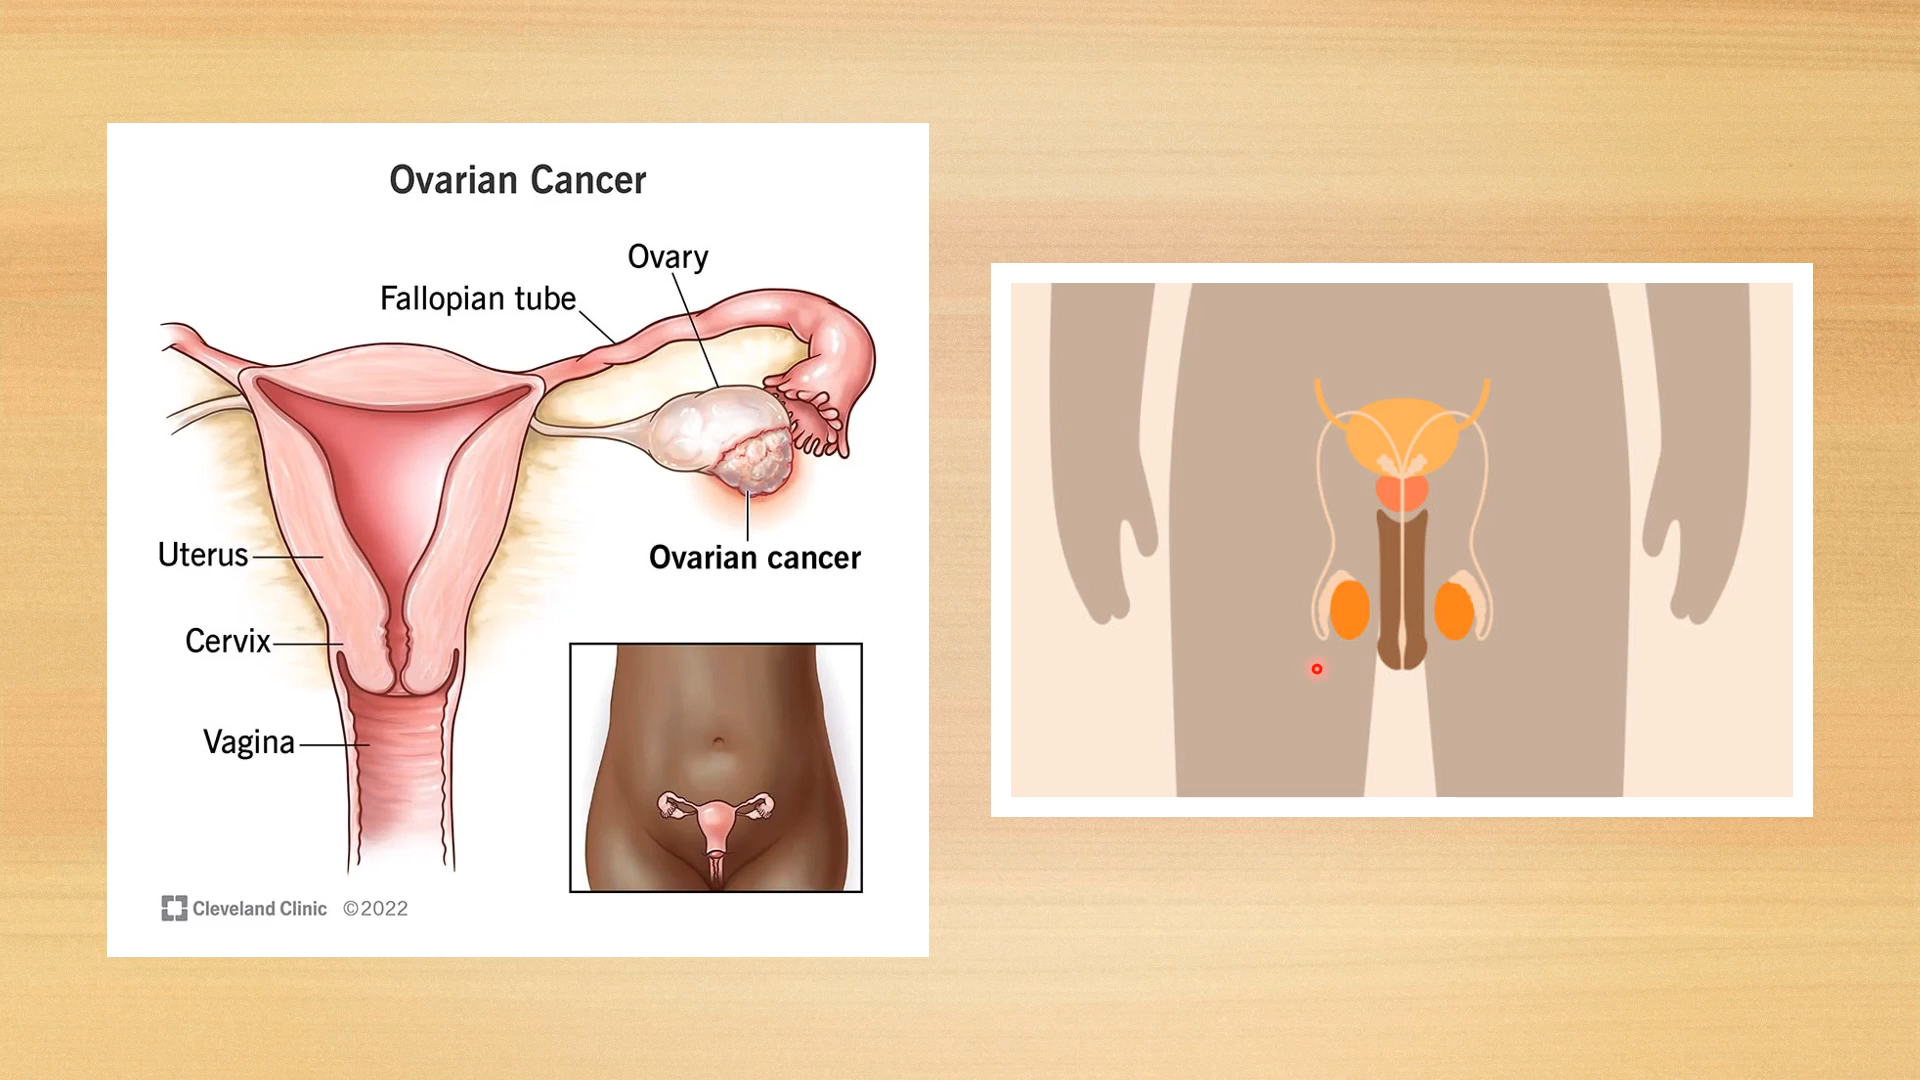 Ovarian Cancer
Ovary
Fallopian tube
Uterus
Ovarian cancer
Cervix
Vagina
Cleveland Clinic ©2022